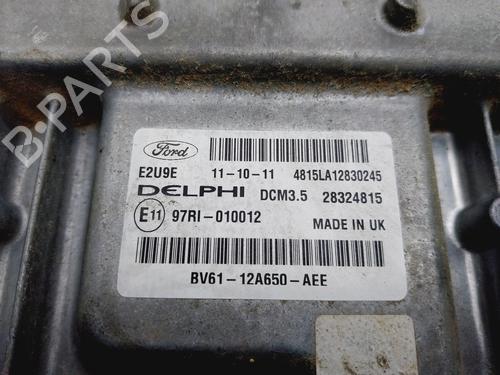 B-PARTS
Ford
E2U9E 11-10-11 4815LA12830245
DELPHI DCM3.5 28324815
E11 97RI-010012 MADE IN UK
BV61-12A650-AEE